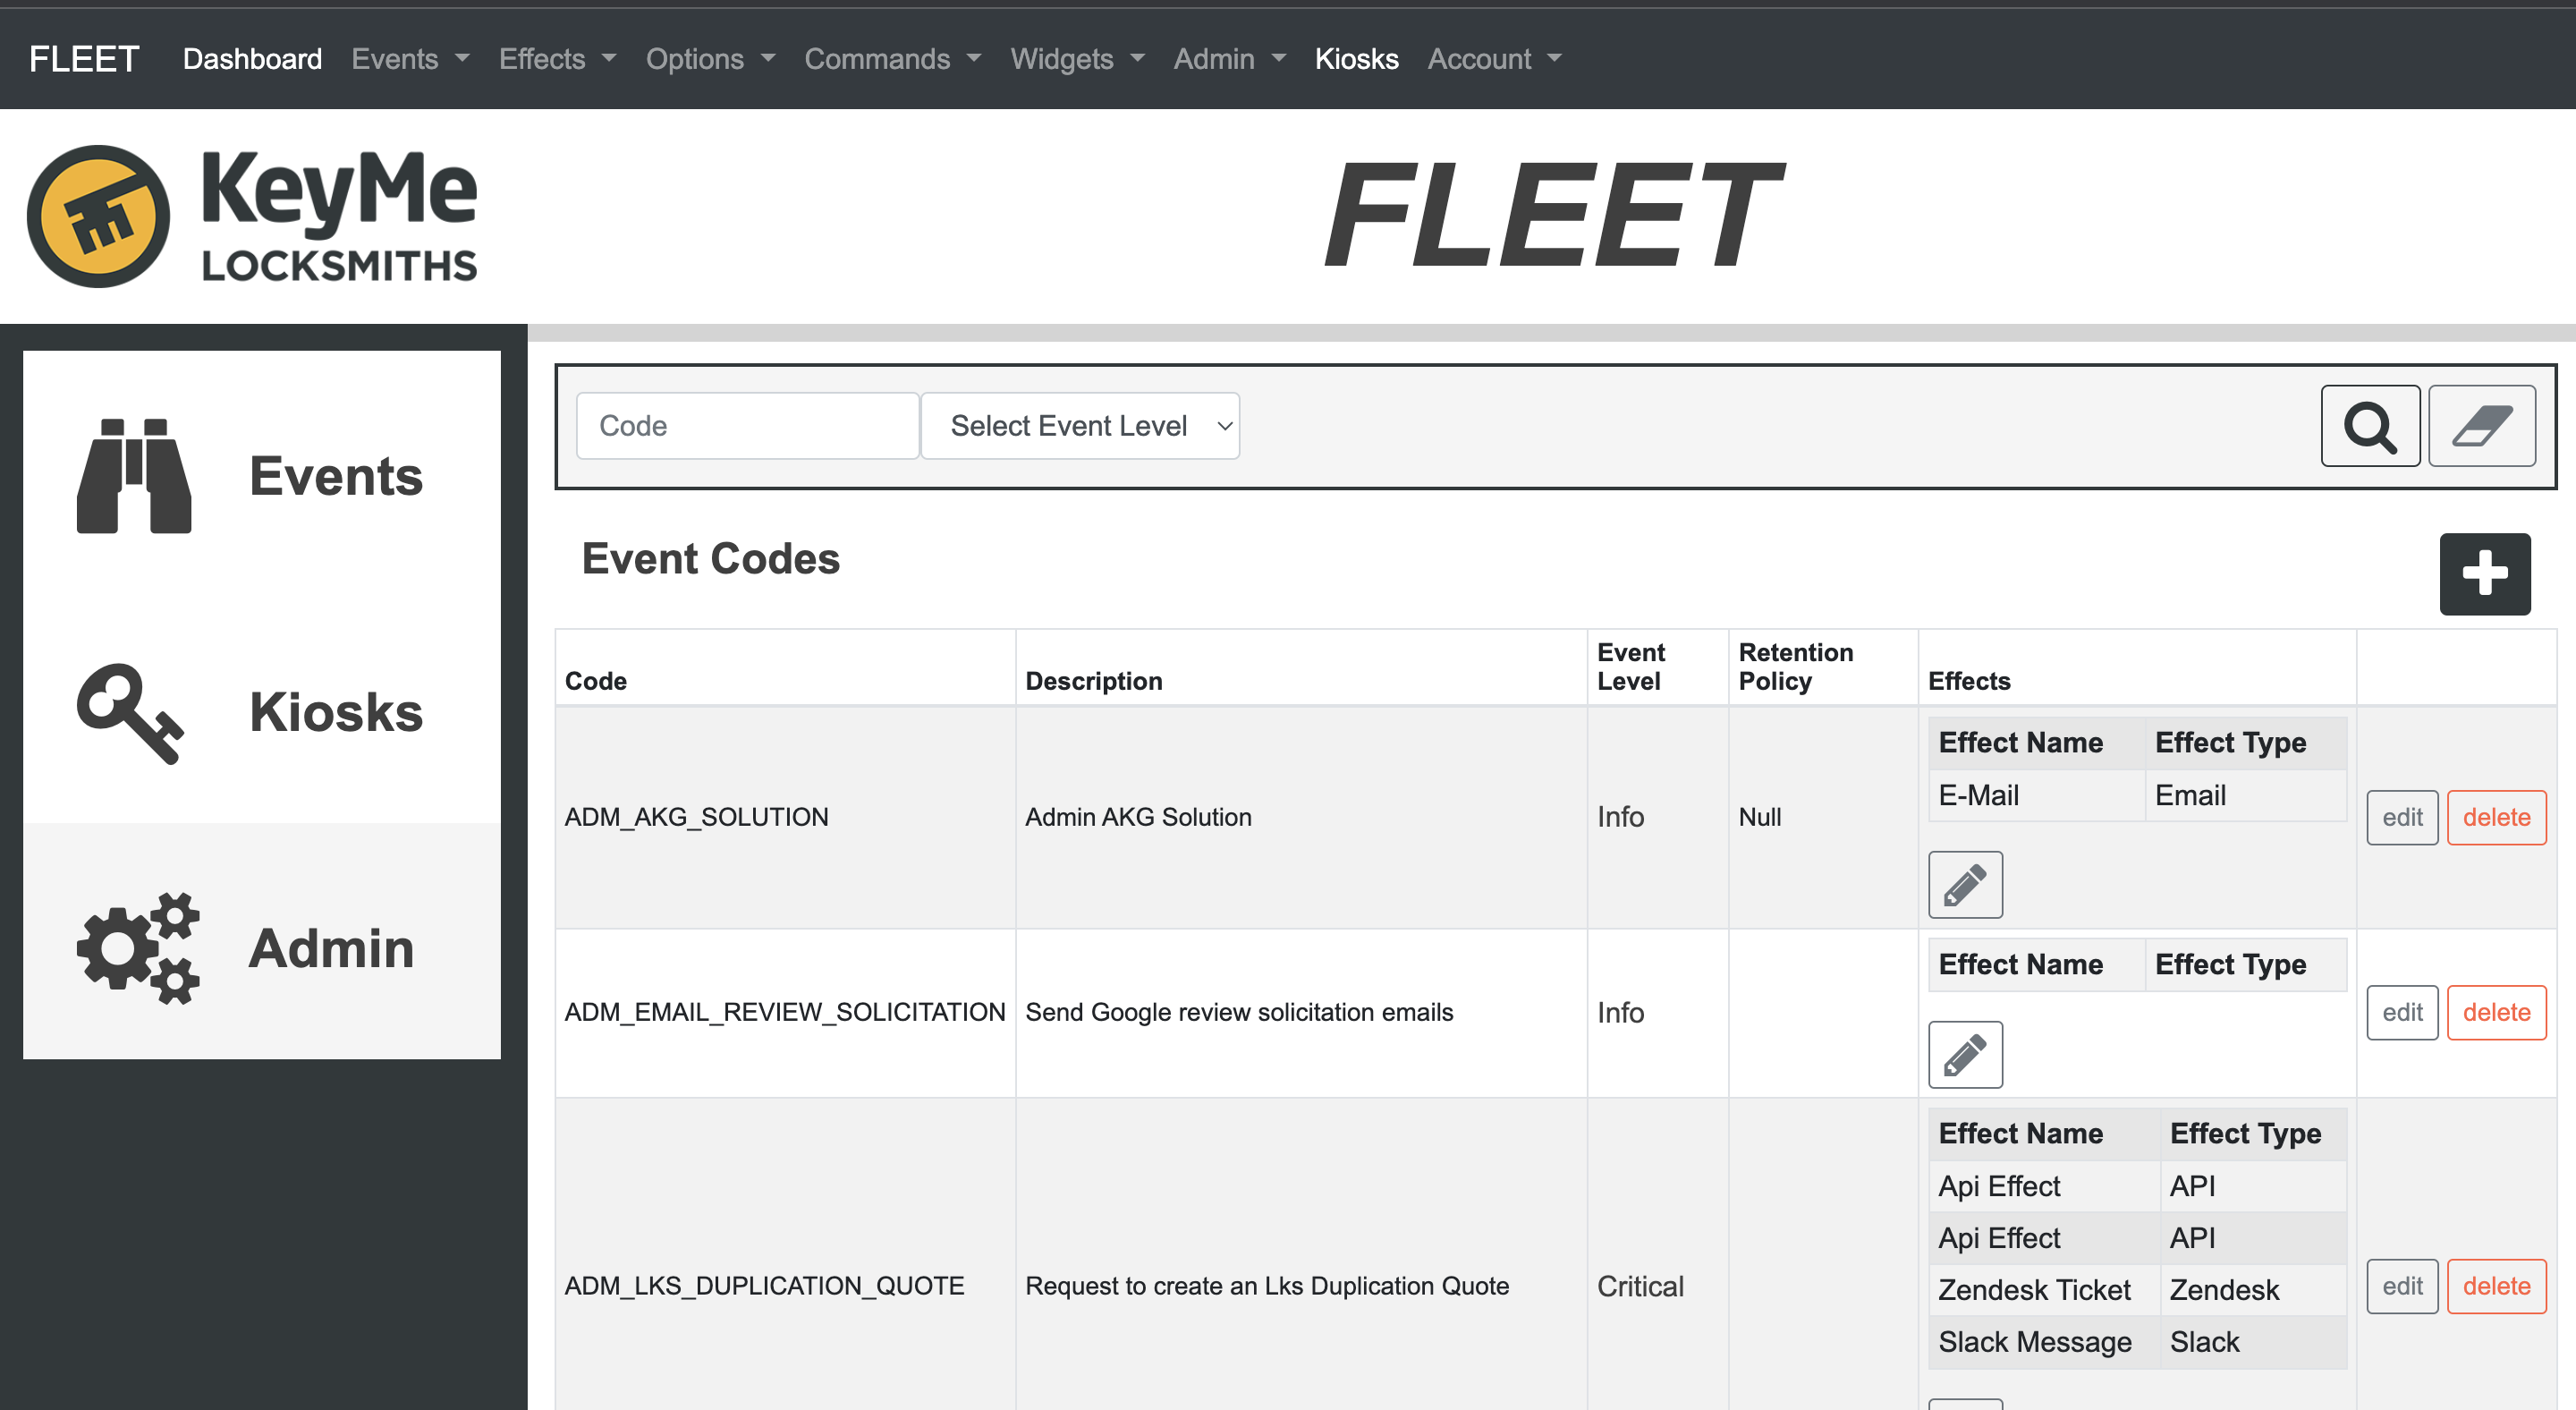 FLEET Dashboard Events Effects Options Commands Widgets Admin Kiosks Account
KeyMe
LOCKSMITHS
FLEET
Events
Kiosks
Admin
Code Select Event Level
Event Codes
Code Description Event Level Retention Policy Effects
ADM_AKG_SOLUTION Admin AKG Solution Info Null
Effect Name Effect Type
E-Mail Email
edit delete
ADM_EMAIL_REVIEW_SOLICITATION Send Google review solicitation emails Info
Effect Name Effect Type
edit delete
ADM_LKS_DUPLICATION_QUOTE Request to create an Lks Duplication Quote Critical
Effect Name Effect Type
Api Effect API
Api Effect API
Zendesk Ticket Zendesk
Slack Message Slack
edit delete